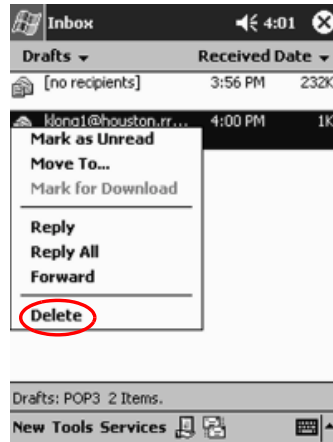 Inbox 4:01
Drafts Received Date
[no recipients] 3:56 PM 232K
klong1@houston.rr... 4:00 PM 1K
Mark as Unread
Move To...
Mark for Download
Reply
Reply All
Forward
Delete
Drafts: POP3 2 Items.
New Tools Services